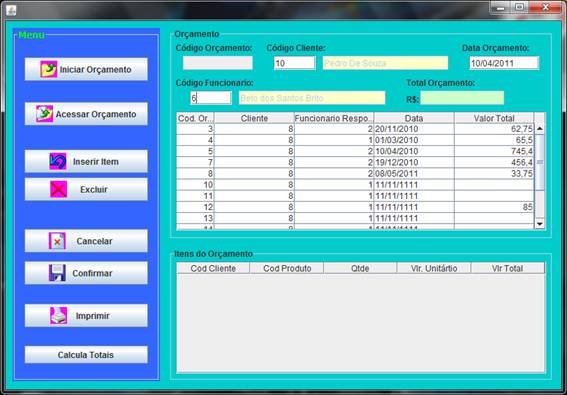 Menu
Iniciar Orçamento
Acessar Orçamento
Inserir Item
Excluir
Cancelar
Confirmar
Imprimir
Calcula Totais
Orçamento
Código Orçamento: Código Cliente: Data Orçamento:
10 Pedro De Souza 10/04/2011
Código Funcionario: Total Orçamento:
6 Beto dos Santos Brito R$:
Cod. Or... Cliente Funcionario Respo... Data Valor Total
3 8 2 20/11/2010 62,75
4 8 1 01/03/2010 65,5
5 8 2 10/04/2010 745,4
7 8 2 19/12/2010 456,4
8 8 2 08/05/2011 33,75
10 8 1 11/11/1111
11 8 1 11/11/1111
12 8 1 11/11/1111 85
13 8 1 11/11/1111
14 8 1 11/11/1111
Itens do Orçamento
Cod Cliente Cod Produto Qtde Vlr. Unitártio Vlr Total